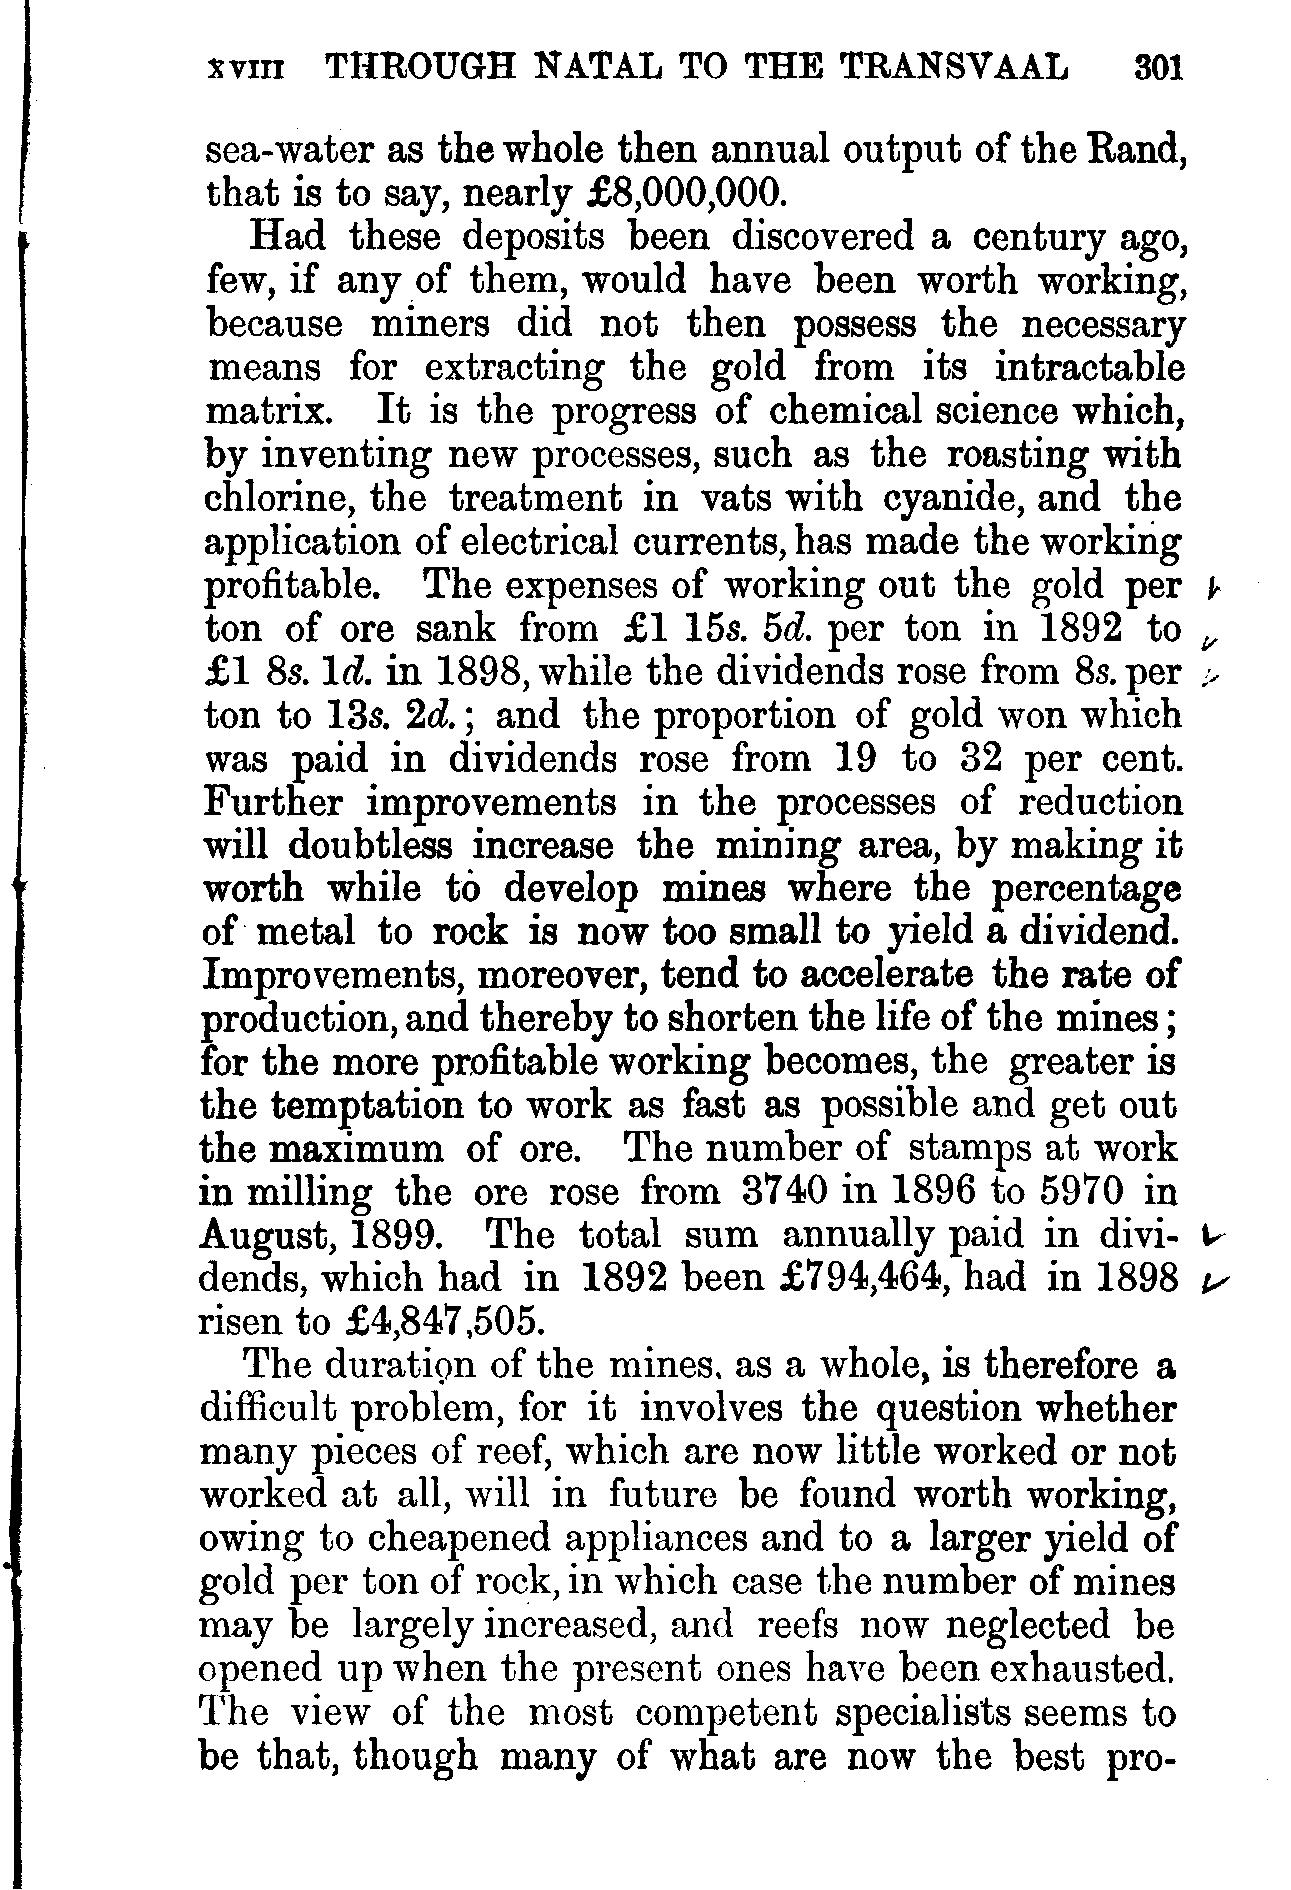 XVIII THROUGH NATAL TO THE TRANSVAAL 301
sea-water as the whole then annual output of the Rand,
that is to say, nearly £8,000,000.
Had these deposits been discovered a century ago,
few, if any of them, would have been worth working,
because miners did not then possess the necessary
means for extracting the gold from its intractable
matrix. It is the progress of chemical science which,
by inventing new processes, such as the roasting with
chlorine, the treatment in vats with cyanide, and the
application of electrical currents, has made the working
profitable. The expenses of working out the gold per
ton of ore sank from £1 15s. 5d. per ton in 1892 to
£1 8s. 1d. in 1898, while the dividends rose from 8s. per
ton to 13s. 2d.; and the proportion of gold won which
was paid in dividends rose from 19 to 32 per cent.
Further improvements in the processes of reduction
will doubtless increase the mining area, by making it
worth while to develop mines where the percentage
of metal to rock is now too small to yield a dividend.
Improvements, moreover, tend to accelerate the rate of
production, and thereby to shorten the life of the mines;
for the more profitable working becomes, the greater is
the temptation to work as fast as possible and get out
the maximum of ore. The number of stamps at work
in milling the ore rose from 3740 in 1896 to 5970 in
August, 1899. The total sum annually paid in divi-
dends, which had in 1892 been £794,464, had in 1898
risen to £4,847,505.
The duration of the mines, as a whole, is therefore a
difficult problem, for it involves the question whether
many pieces of reef, which are now little worked or not
worked at all, will in future be found worth working,
owing to cheapened appliances and to a larger yield of
gold per ton of rock, in which case the number of mines
may be largely increased, and reefs now neglected be
opened up when the present ones have been exhausted.
The view of the most competent specialists seems to
be that, though many of what are now the best pro-